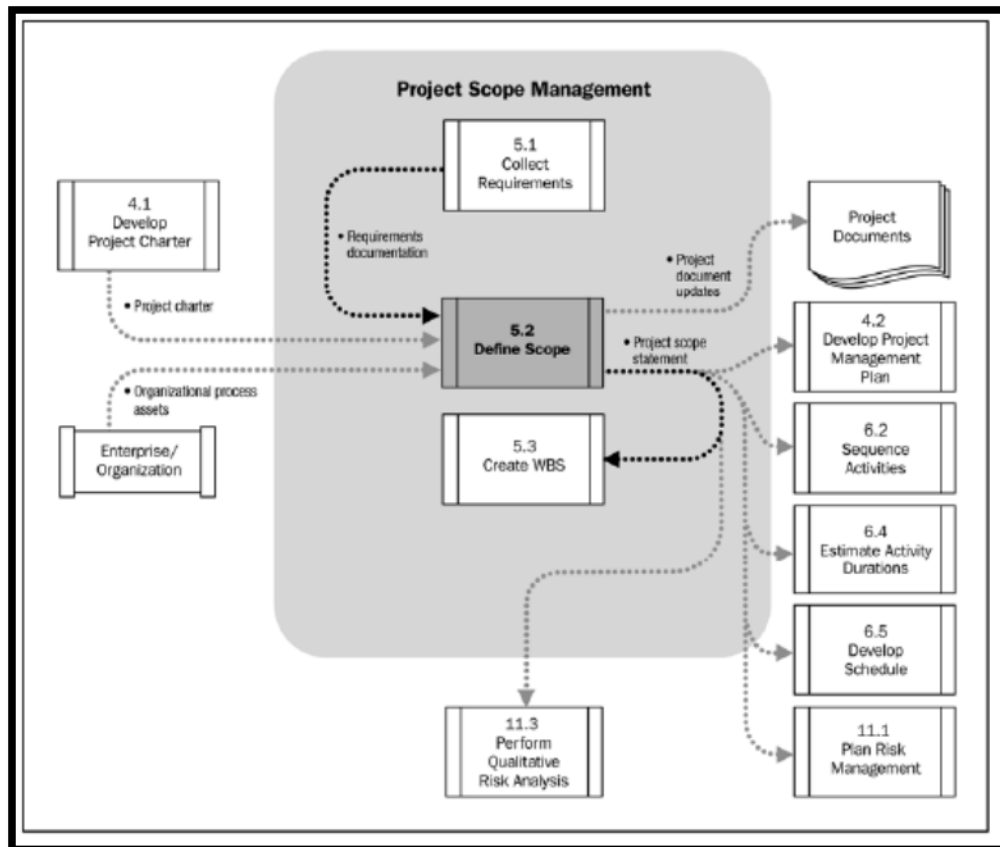 Project Scope Management
5.1
Collect
Requirements
4.1
Develop
Project Charter
• Requirements
documentation
Project
Documents
• Project
document
updates
• Project charter
5.2
Define Scope
• Project scope
statement
4.2
Develop Project
Management
Plan
• Organizational process
assets
Enterprise/
Organization
5.3
Create WBS
6.2
Sequence
Activities
6.4
Estimate Activity
Durations
6.5
Develop
Schedule
11.3
Perform
Qualitative
Risk Analysis
11.1
Plan Risk
Management